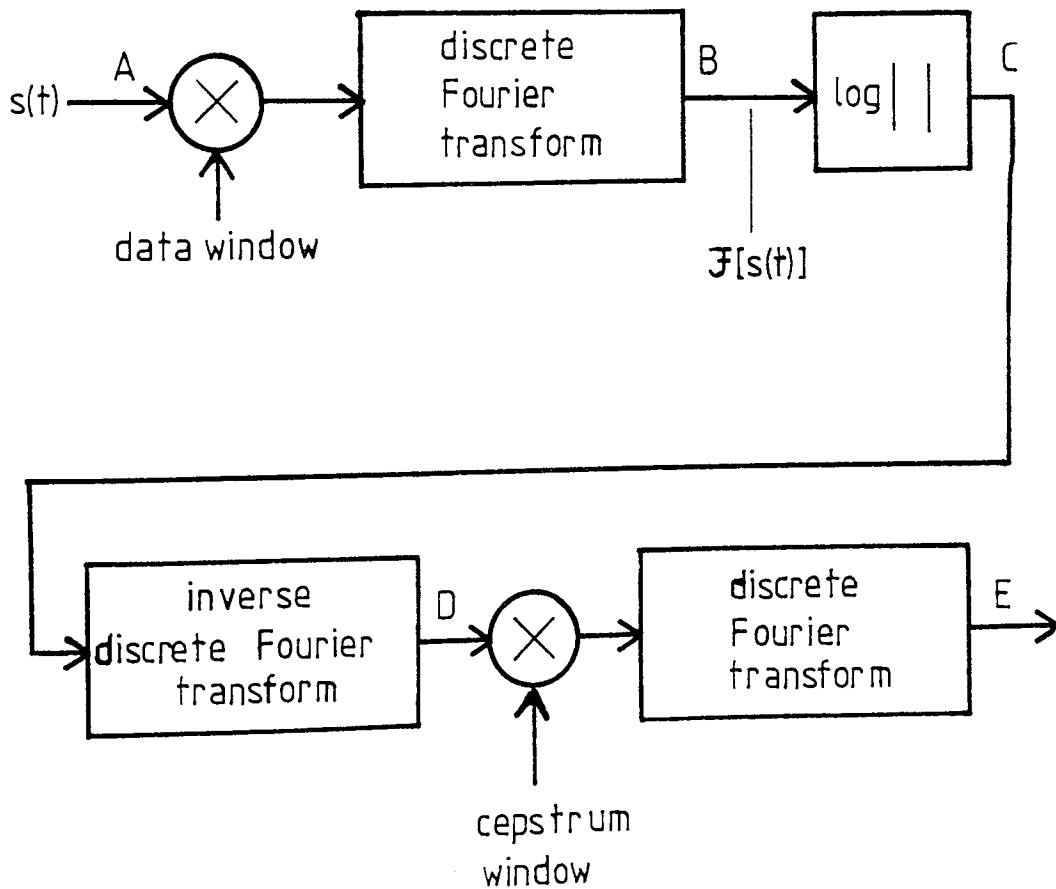 s(t)
A
data window
discrete
Fourier
transform
B
ℱ[s(t)]
log| |
C
inverse
discrete Fourier
transform
D
cepstrum
window
discrete
Fourier
transform
E